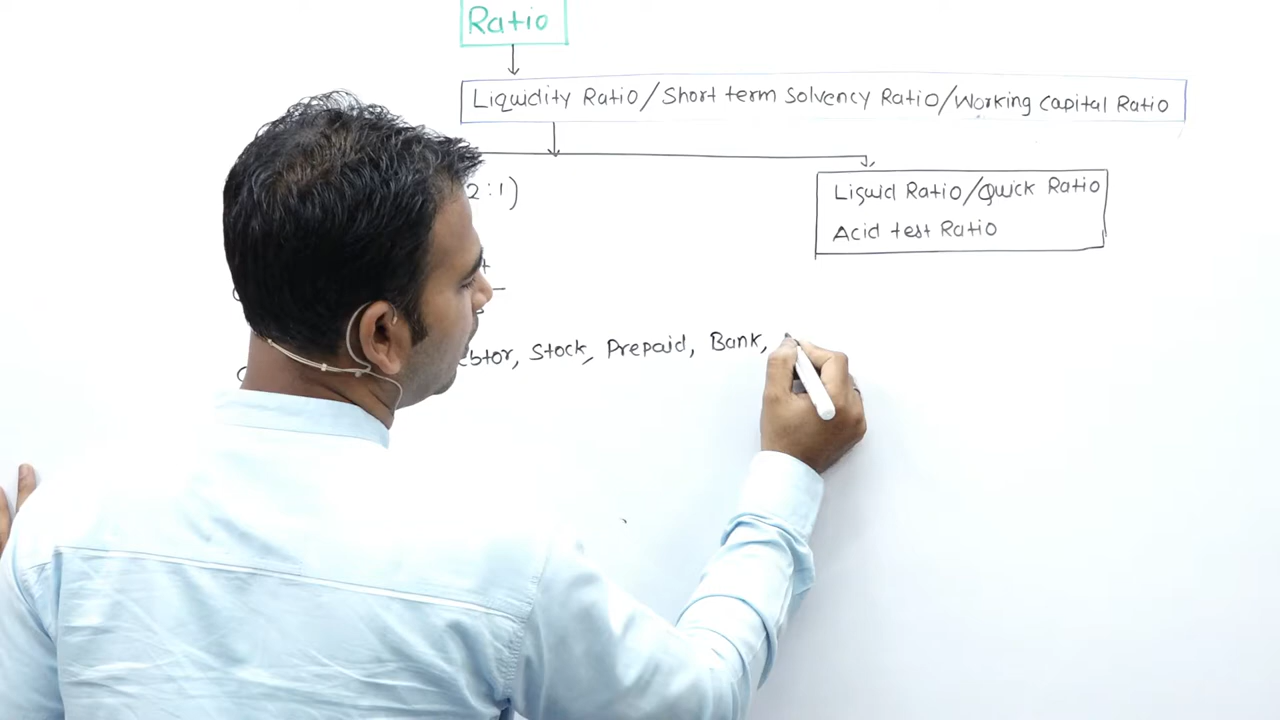 Ratio
Liquidity Ratio/Short term Solvency Ratio/Working Capital Ratio
2:1)
Liquid Ratio/Quick Ratio
Acid test Ratio
ebtor, Stock, Prepaid, Bank,